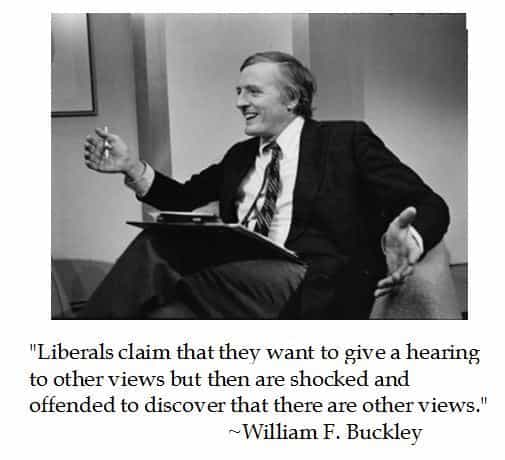 "Liberals claim that they want to give a hearing
to other views but then are shocked and
offended to discover that there are other views."
~William F. Buckley